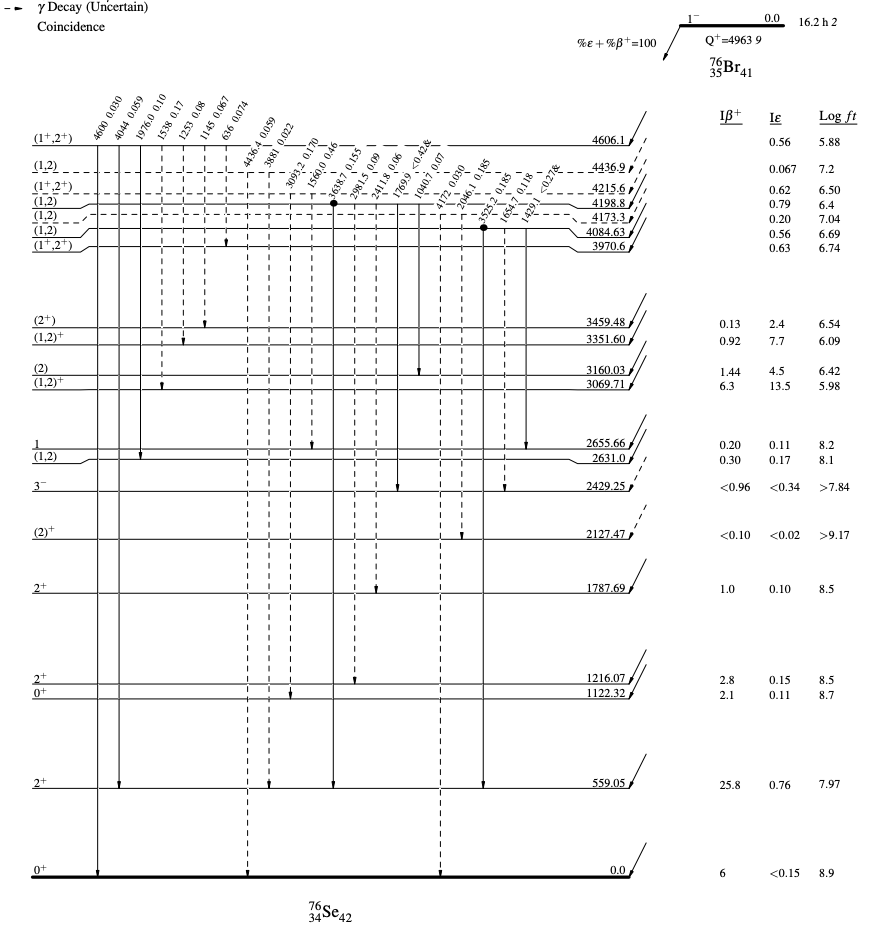 γ Decay (Uncertain)
Coincidence
1⁻ 0.0 16.2 h 2
%ε + %β⁺=100 Q⁺=4963 9
⁷⁶₃₅Br₄₁
4600 0.030
4044 0.059
1976.0 0.10
1538 0.17
1253 0.08
1145 0.067
636 0.074
4436.4 0.059
3881 0.022
3093.2 0.170
1560.0 0.46
3638.7 0.155
2981.5 0.09
2411.8 0.06
1769.9 <0.42&
1040.7 0.07
4172 0.030
2046.1 0.185
3525.2 0.185
1654.7 0.118
1429.1 <0.27&
Iβ⁺ Iε Log ft
(1⁺,2⁺) 4606.1 0.56 5.88
(1,2) 4436.9 0.067 7.2
(1⁺,2⁺) 4215.6 0.62 6.50
(1,2) 4198.8 0.79 6.4
(1,2) 4173.3 0.20 7.04
(1,2) 4084.63 0.56 6.69
(1⁺,2⁺) 3970.6 0.63 6.74
(2⁺) 3459.48 0.13 2.4 6.54
(1,2)⁺ 3351.60 0.92 7.7 6.09
(2) 3160.03 1.44 4.5 6.42
(1,2)⁺ 3069.71 6.3 13.5 5.98
1 2655.66 0.20 0.11 8.2
(1,2) 2631.0 0.30 0.17 8.1
3⁻ 2429.25 <0.96 <0.34 >7.84
(2)⁺ 2127.47 <0.10 <0.02 >9.17
2⁺ 1787.69 1.0 0.10 8.5
2⁺ 1216.07 2.8 0.15 8.5
0⁺ 1122.32 2.1 0.11 8.7
2⁺ 559.05 25.8 0.76 7.97
0⁺ 0.0 6 <0.15 8.9
⁷⁶₃₄Se₄₂